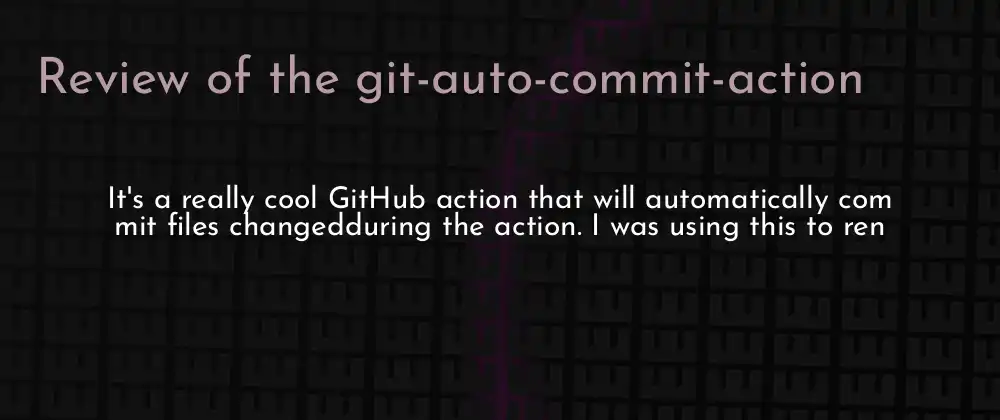 Review of the git-auto-commit-action
It's a really cool GitHub action that will automatically com
mit files changedduring the action. I was using this to ren